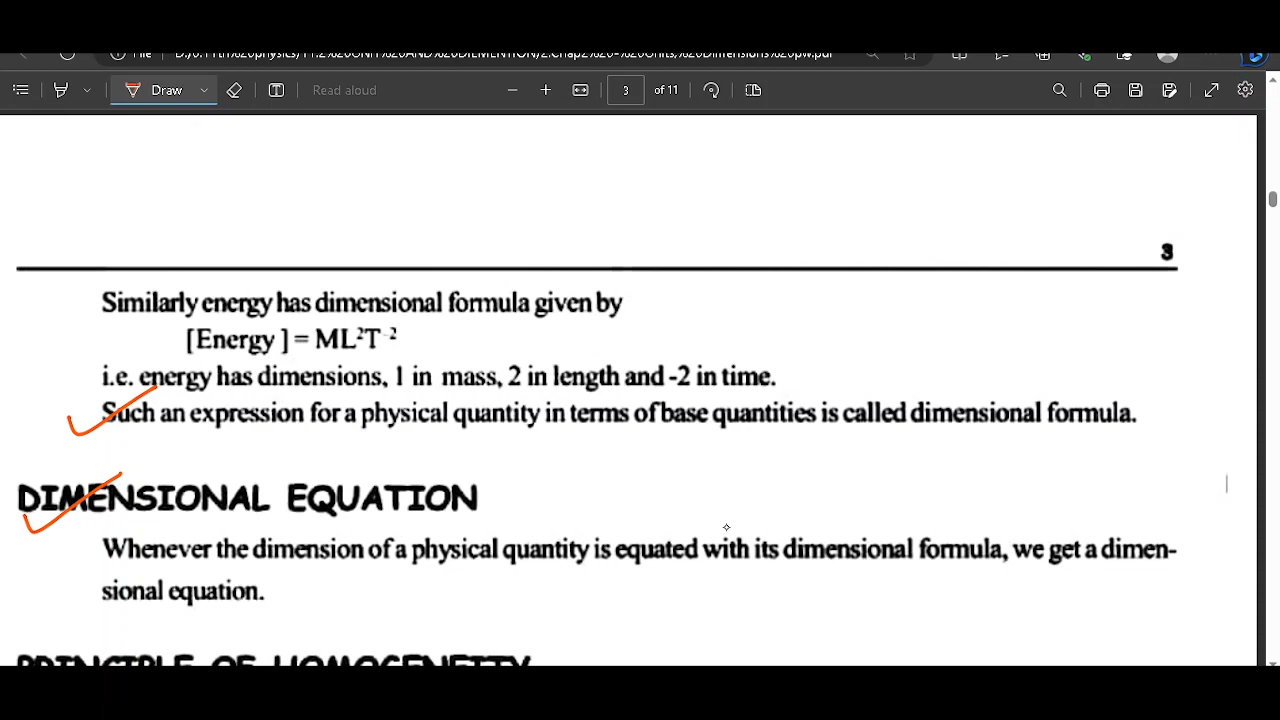 Draw
Read aloud
3
of 11
3
Similarly energy has dimensional formula given by
[Energy ] = ML²T⁻²
i.e. energy has dimensions, 1 in mass, 2 in length and -2 in time.
Such an expression for a physical quantity in terms of base quantities is called dimensional formula.
DIMENSIONAL EQUATION
Whenever the dimension of a physical quantity is equated with its dimensional formula, we get a dimen-
sional equation.
PRINCIPLE OF HOMOGENEITY